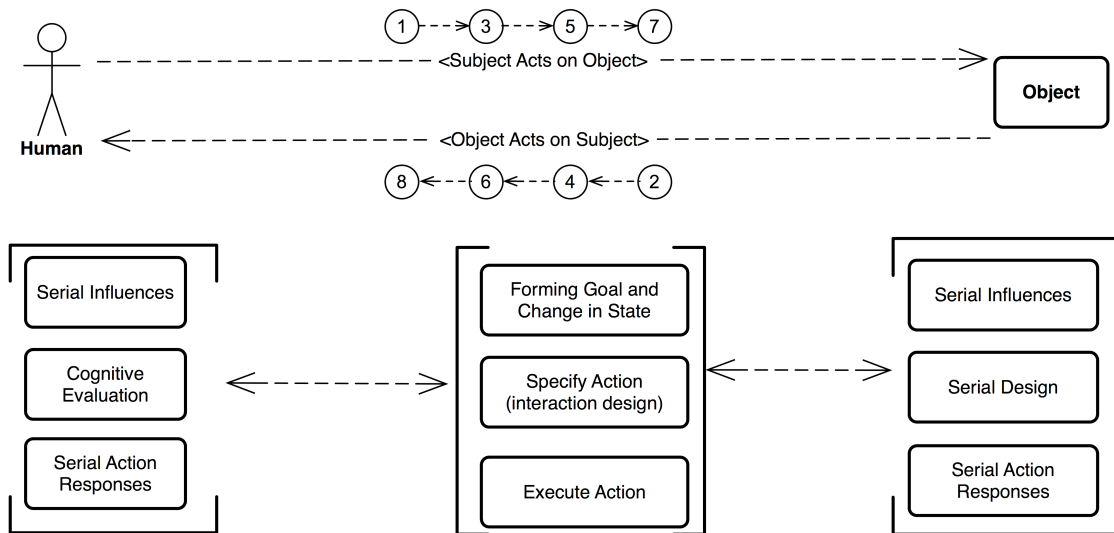 1 3 5 7
<Subject Acts on Object>
Object
Human
<Object Acts on Subject>
8 6 4 2
Serial Influences
Cognitive
Evaluation
Serial Action
Responses
Forming Goal and
Change in State
Specify Action
(interaction design)
Execute Action
Serial Influences
Serial Design
Serial Action
Responses